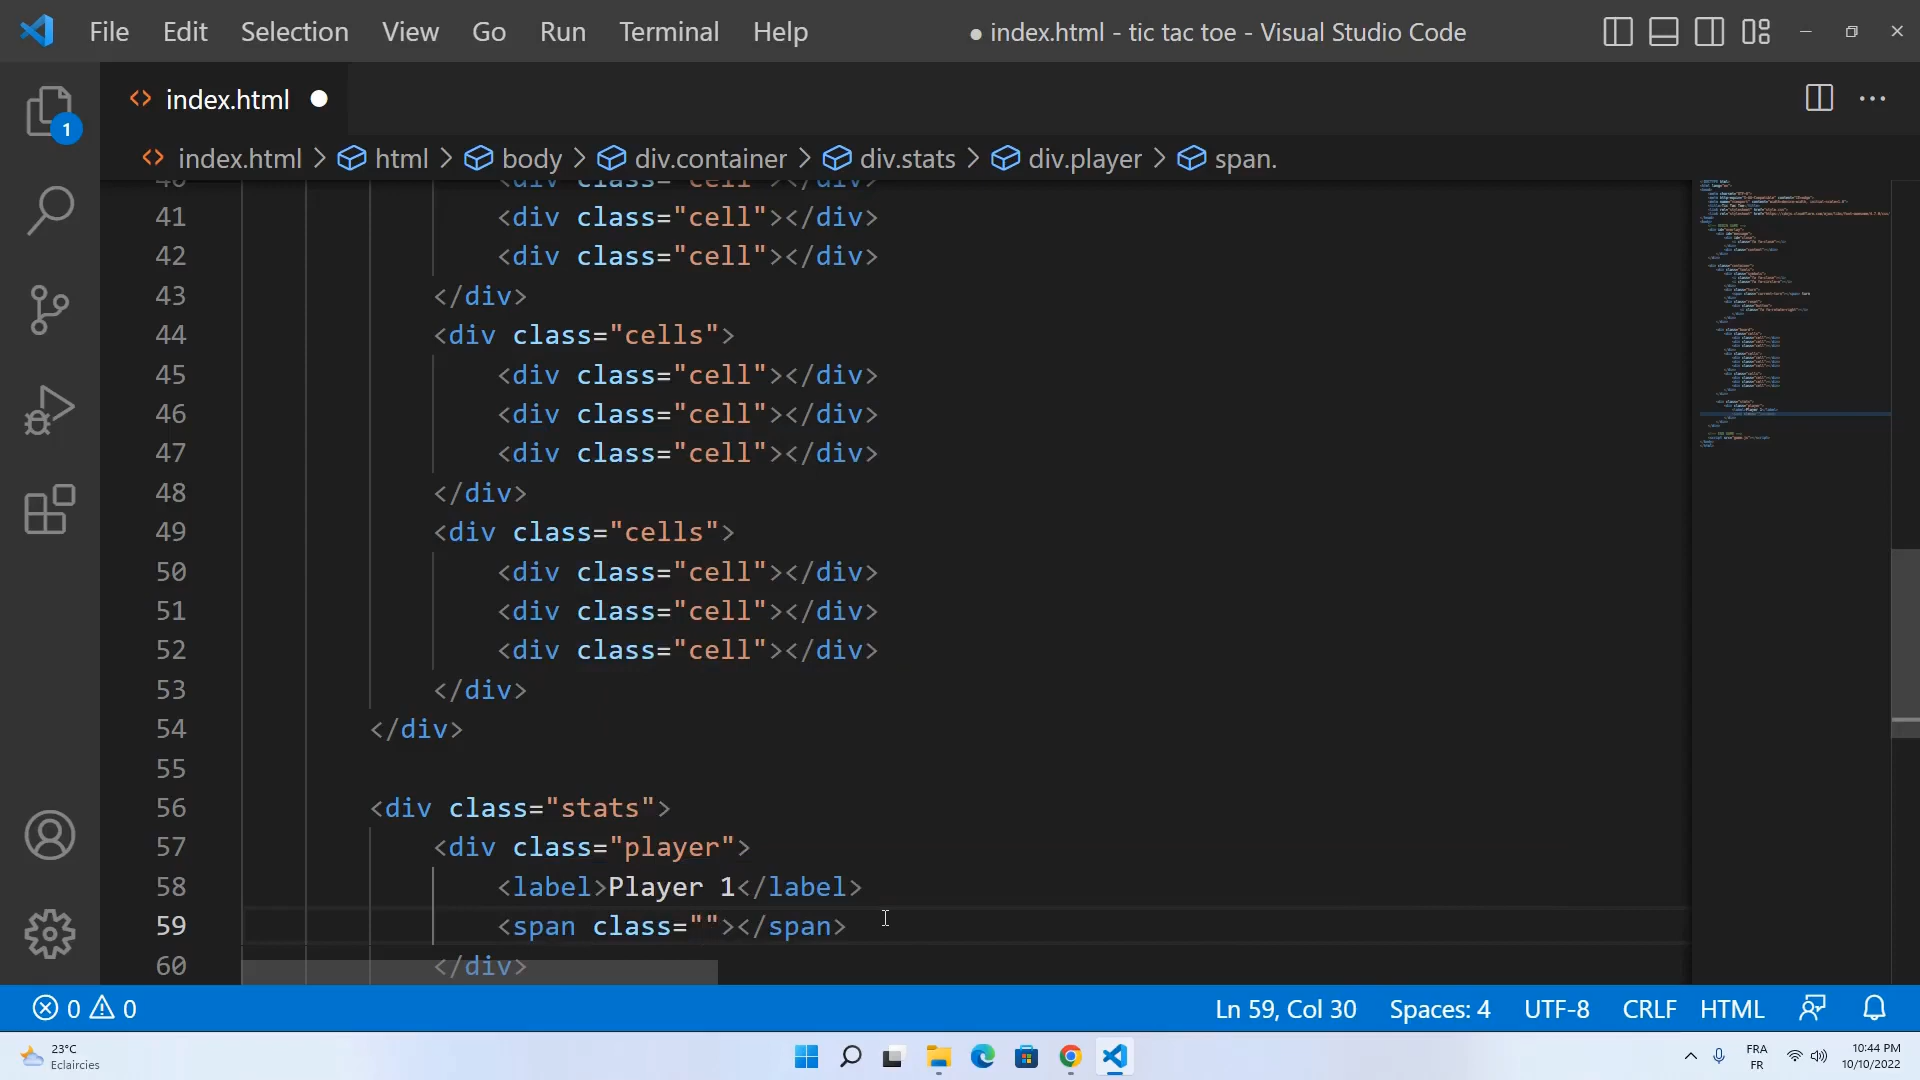 File Edit Selection View Go Run Terminal Help
● index.html - tic tac toe - Visual Studio Code
1
index.html
index.html > html > body > div.container > div.stats > div.player > span.
40 <div class="cell"></div>
41 <div class="cell"></div>
42 <div class="cell"></div>
43 </div>
44 <div class="cells">
45 <div class="cell"></div>
46 <div class="cell"></div>
47 <div class="cell"></div>
48 </div>
49 <div class="cells">
50 <div class="cell"></div>
51 <div class="cell"></div>
52 <div class="cell"></div>
53 </div>
54 </div>
55
56 <div class="stats">
57 <div class="player">
58 <label>Player 1</label>
59 <span class=""></span>
60 </div>
0 0 Ln 59, Col 30 Spaces: 4 UTF-8 CRLF HTML
23°C
Eclaircies
FRA
FR
10:44 PM
10/10/2022